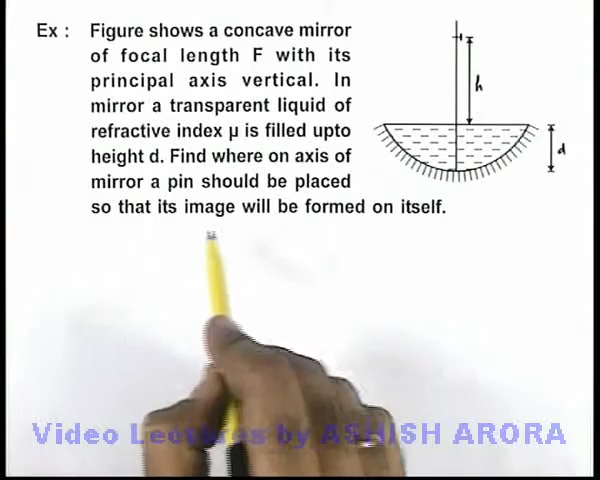 Ex : Figure shows a concave mirror
of focal length F with its
principal axis vertical. In
mirror a transparent liquid of
refractive index μ is filled upto
height d. Find where on axis of
mirror a pin should be placed
so that its image will be formed on itself.
h
d
Video Lectures by ASHISH ARORA